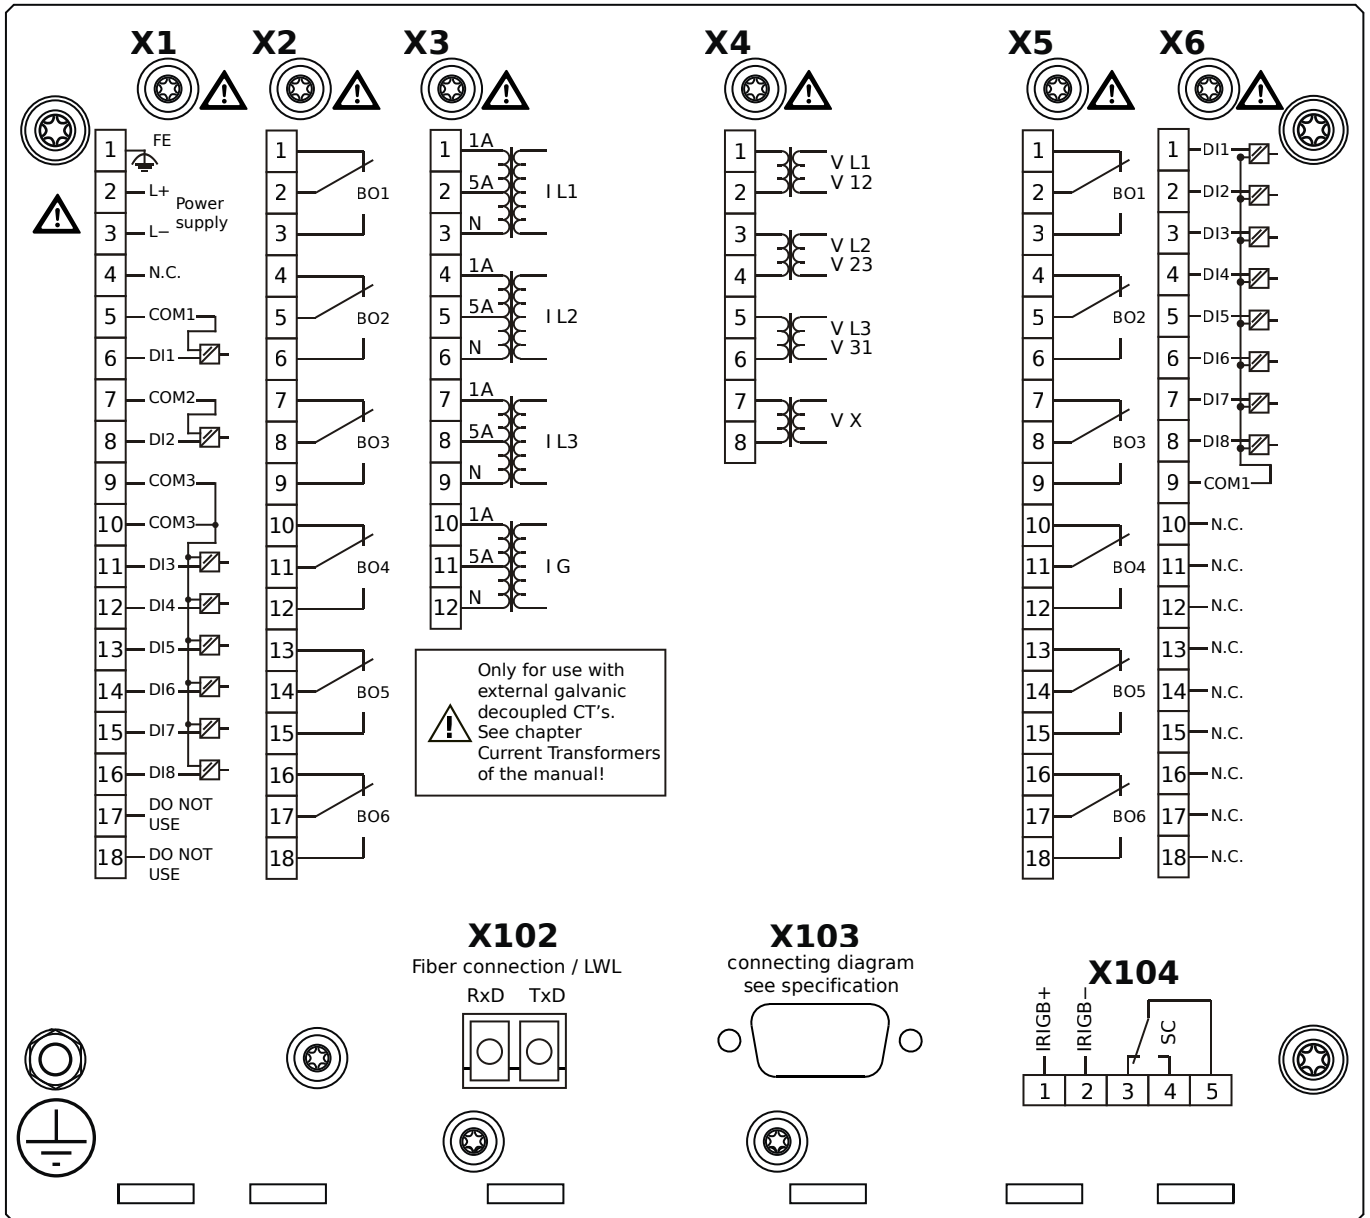 X1
X2
X3
X4
X5
X6
1
FE
2
L+
Power
supply
3
L−
4
N.C.
5
COM1
6
DI1
7
COM2
8
DI2
9
COM3
10
COM3
11
DI3
12
DI4
13
DI5
14
DI6
15
DI7
16
DI8
17
DO NOT
USE
18
DO NOT
USE
1
2
BO1
3
4
5
BO2
6
7
8
BO3
9
10
11
BO4
12
13
14
BO5
15
16
17
BO6
18
1
1A
2
5A
I L1
3
N
4
1A
5
5A
I L2
6
N
7
1A
8
5A
I L3
9
N
10
1A
11
5A
I G
12
N
Only for use with
external galvanic
decoupled CT's.
See chapter
Current Transformers
of the manual!
1
V L1
2
V 12
3
V L2
4
V 23
5
V L3
6
V 31
7
V X
8
1
2
BO1
3
4
5
BO2
6
7
8
BO3
9
10
11
BO4
12
13
14
BO5
15
16
17
BO6
18
1
DI1
2
DI2
3
DI3
4
DI4
5
DI5
6
DI6
7
DI7
8
DI8
9
COM1
10
N.C.
11
N.C.
12
N.C.
13
N.C.
14
N.C.
15
N.C.
16
N.C.
17
N.C.
18
N.C.
X102
Fiber connection / LWL
RxD TxD
X103
connecting diagram
see specification
X104
IRIGB+
IRIGB−
SC
1 2 3 4 5